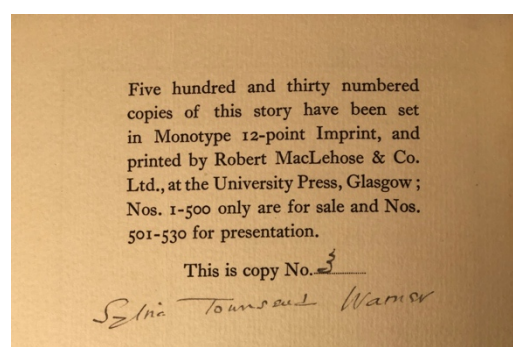 Five hundred and thirty numbered
copies of this story have been set
in Monotype 12-point Imprint, and
printed by Robert MacLehose & Co.
Ltd., at the University Press, Glasgow ;
Nos. 1-500 only are for sale and Nos.
501-530 for presentation.
This is copy No. 3
Sylvia Townsend Warner